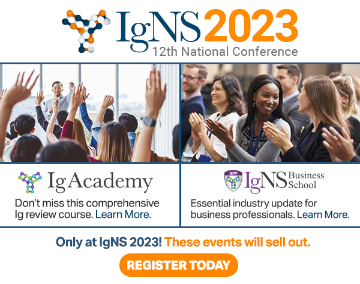 IgNS 2023
12th National Conference
IgAcademy
Don't miss this comprehensive
Ig review course. Learn More.
IgNS Business
School
Essential industry update for
business professionals. Learn More.
Only at IgNS 2023! These events will sell out.
REGISTER TODAY